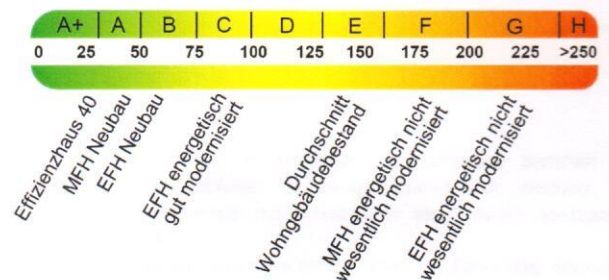 A+ | A | B | C | D | E | F | G | H
0 25 50 75 100 125 150 175 200 225 >250
Effizienzhaus 40
MFH Neubau
EFH Neubau
EFH energetisch
gut modernisiert
Durchschnitt
Wohngebäudebestand
MFH energetisch nicht
wesentlich modernisiert
EFH energetisch nicht
wesentlich modernisiert